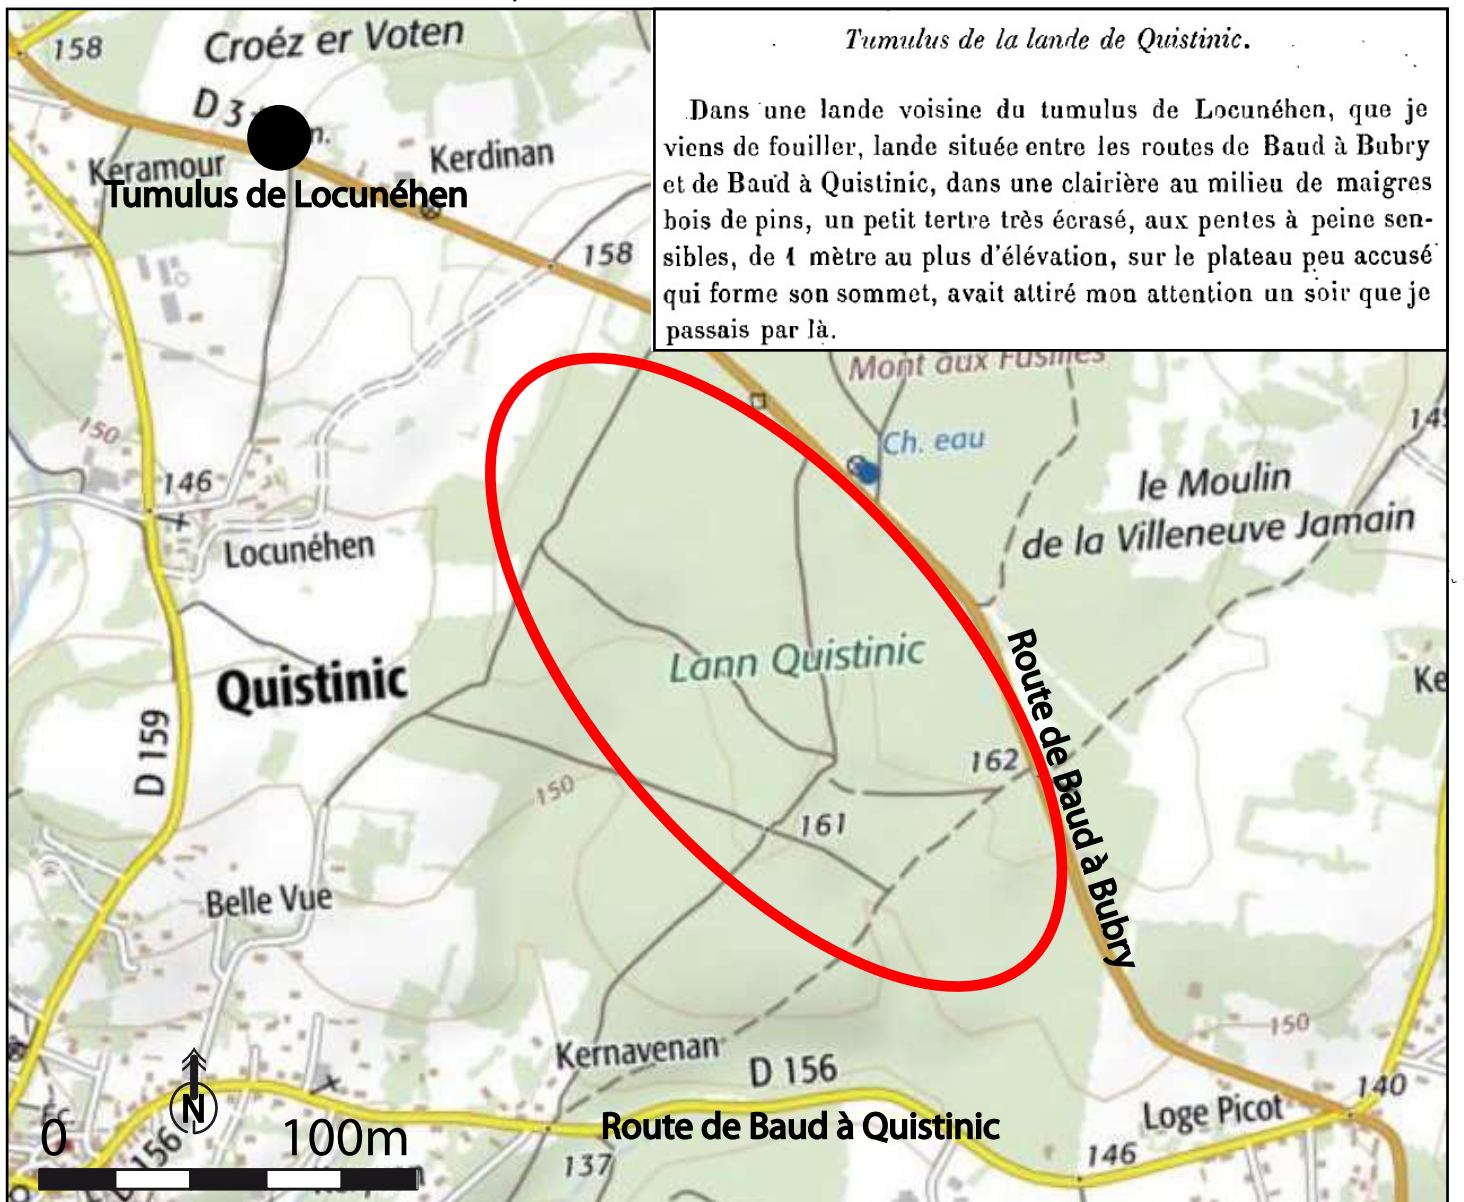 Tumulus de la lande de Quistinic.
Dans une lande voisine du tumulus de Locunéhen, que je
viens de fouiller, lande située entre les routes de Baud à Bubry
et de Baud à Quistinic, dans une clairière au milieu de maigres
bois de pins, un petit tertre très écrasé, aux pentes à peine sen-
sibles, de 1 mètre au plus d'élévation, sur le plateau peu accusé
qui forme son sommet, avait attiré mon attention un soir que je
passais par là.
158
Croéz er Voten
D 3
Keramour
Kerdinan
Tumulus de Locunéhen
158
Mont aux Fusillés
Ch. eau
150
146
le Moulin
de la Villeneuve Jamain
Locunéhen
Lann Quistinic
Quistinic
Ke
D 159
Route de Baud à Bubry
162
150
161
Belle Vue
150
Kernavenan
D 156
140
Loge Picot
N
Route de Baud à Quistinic
0
100m
156
137
146